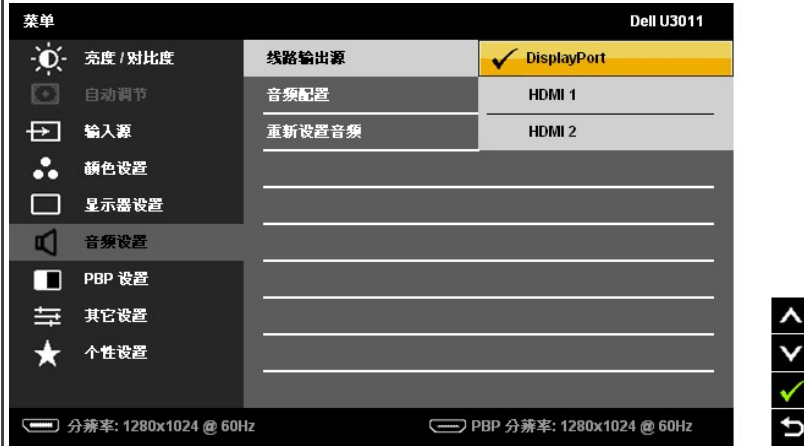 菜单 Dell U3011
亮度 / 对比度 线路输出源 DisplayPort
自动调节 音频配置 HDMI 1
输入源 重新设置音频 HDMI 2
颜色设置
显示器设置
音频设置
PBP 设置
其它设置
个性设置
分辨率: 1280x1024 @ 60Hz PBP 分辨率: 1280x1024 @ 60Hz